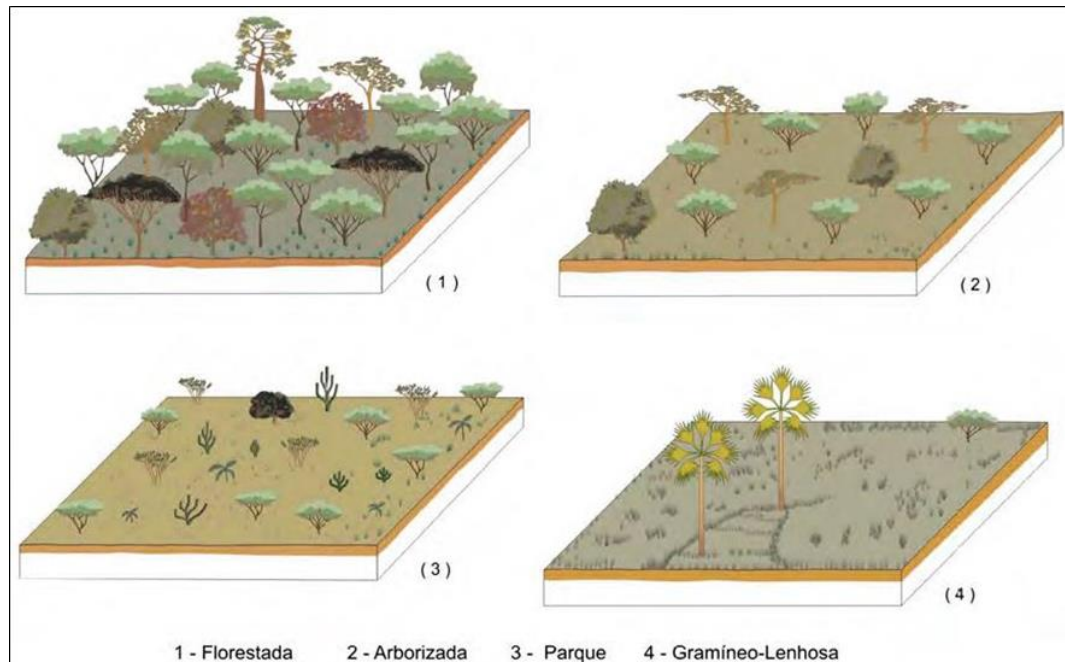 ( 1 )
( 2 )
( 3 )
( 4 )
1 - Florestada 2 - Arborizada 3 - Parque 4 - Gramíneo-Lenhosa